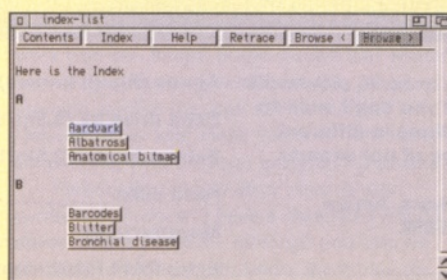 index-list
Contents Index Help Retrace Browse < Browse >
Here is the Index
A
Aardvark
Albatross
Anatomical bitmap
B
Barcodes
Blitter
Bronchial disease